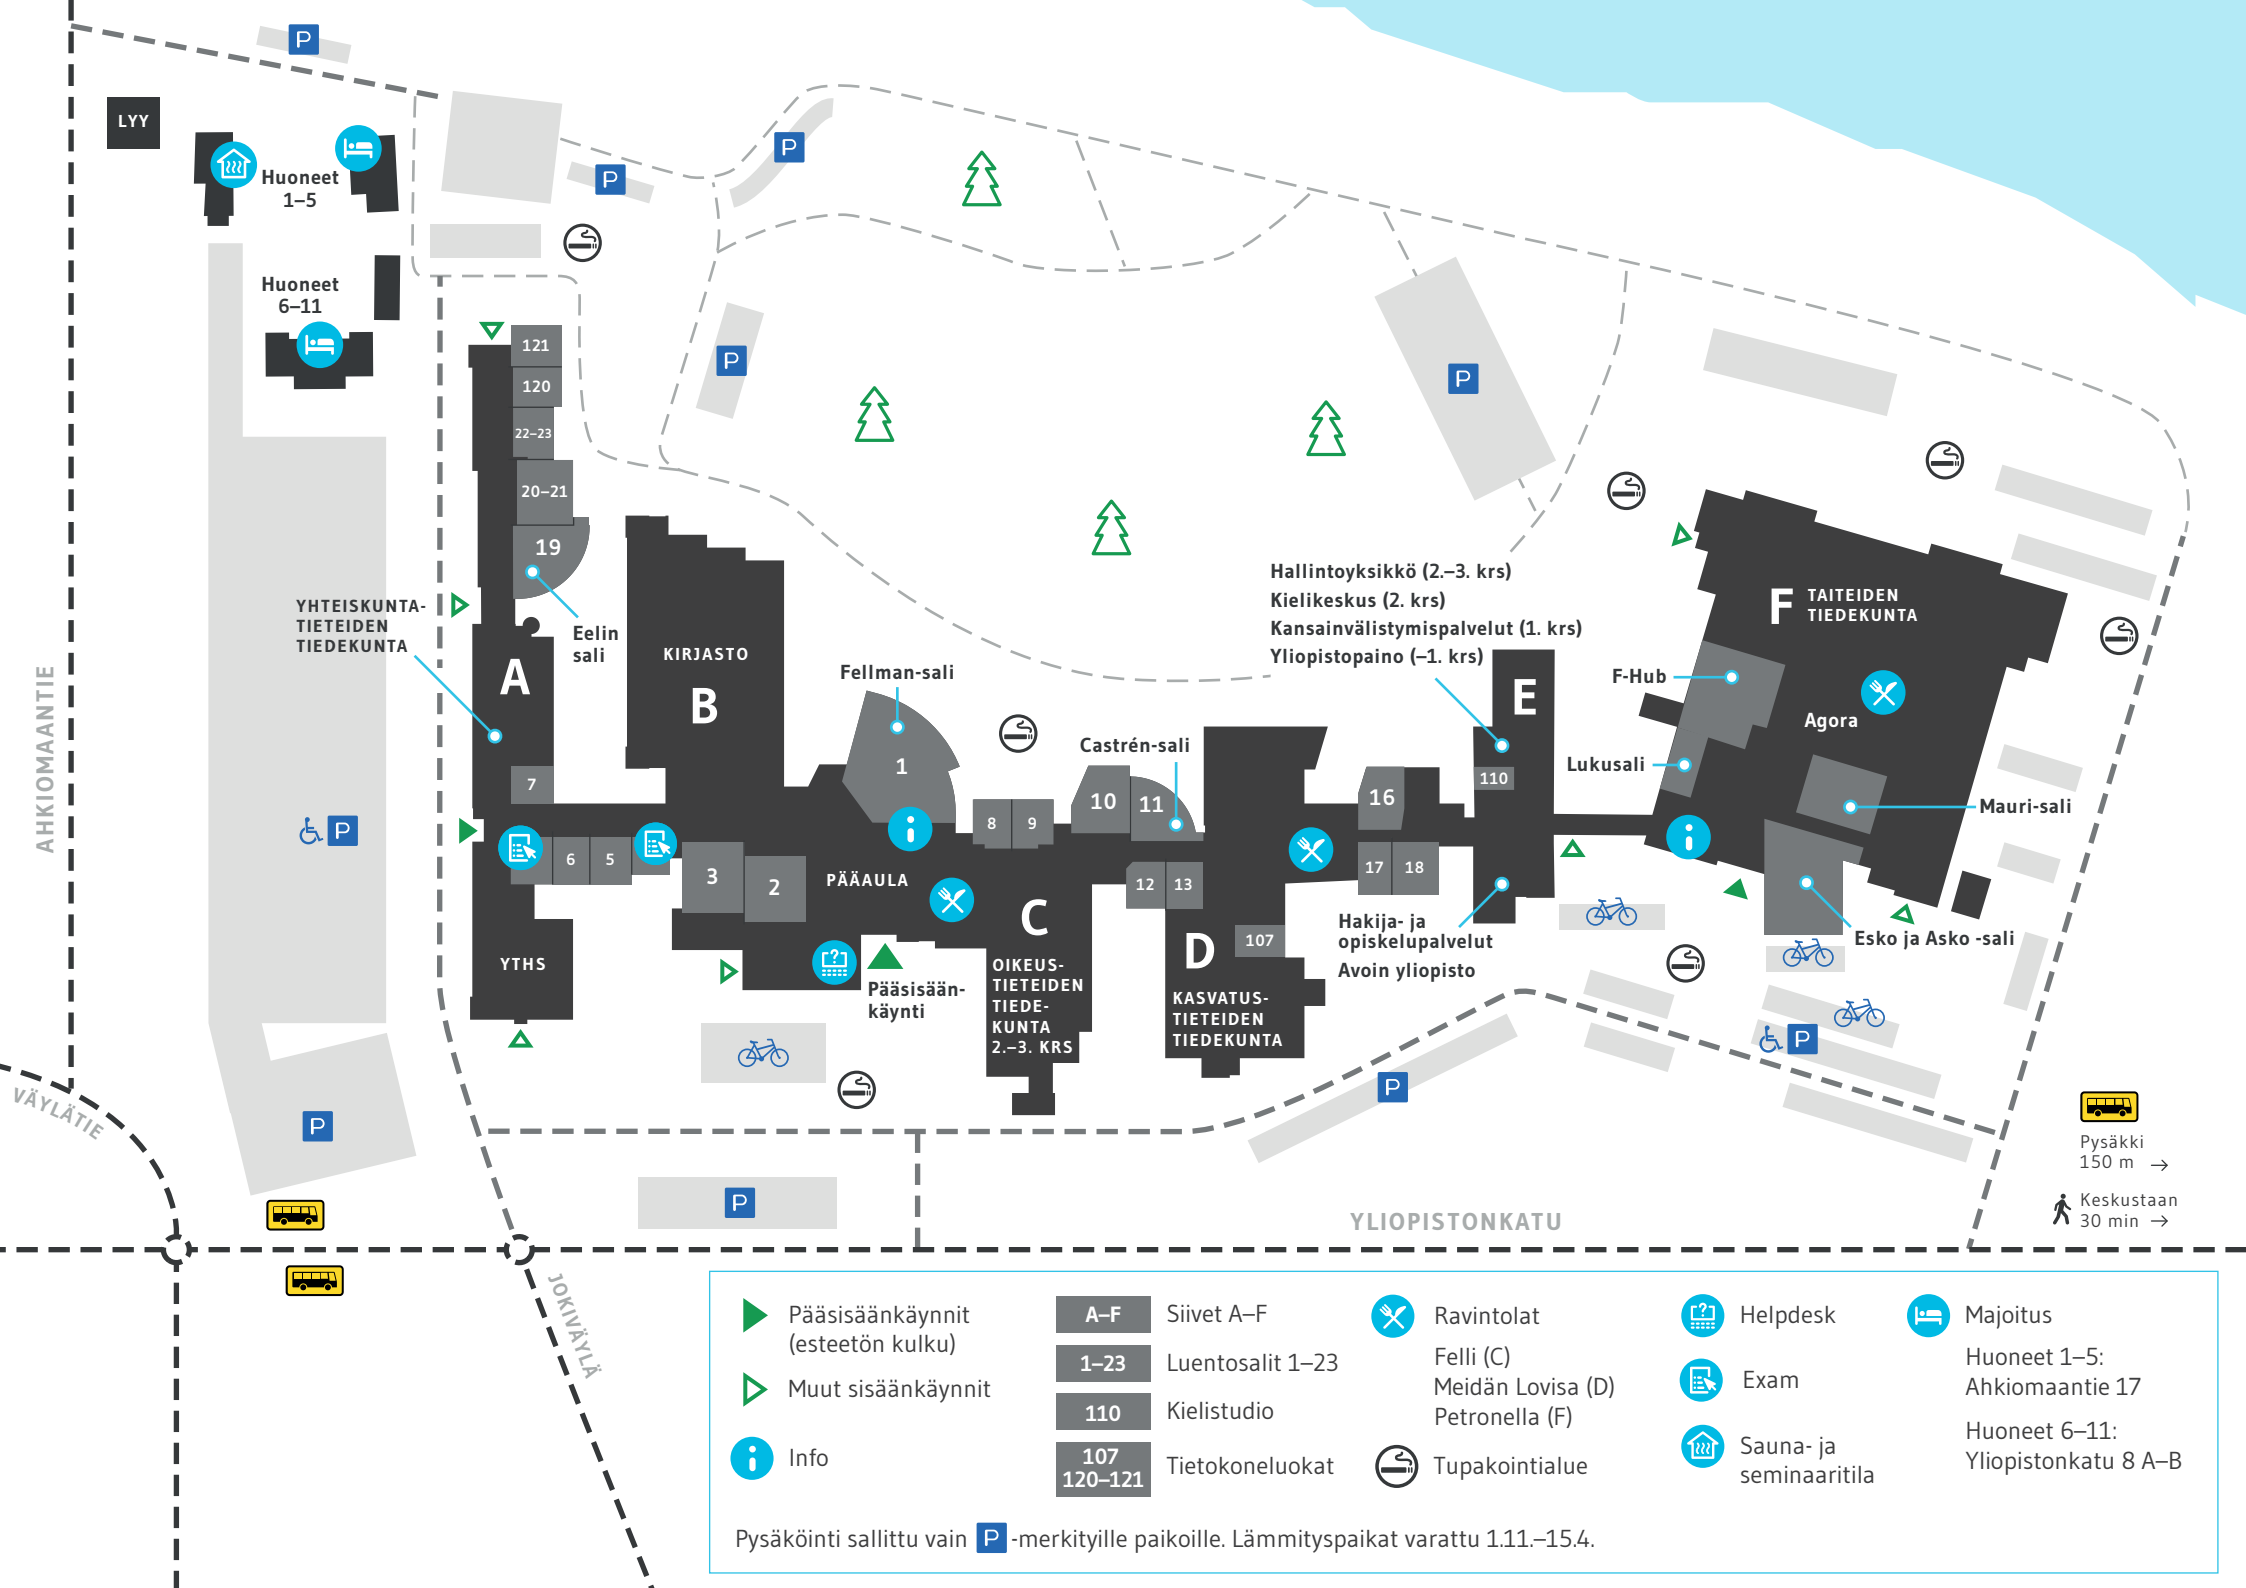 P
LYY
Huoneet
1–5
P
P
Huoneet
6–11
121
120
22–23
20–21
19
P
P
YHTEISKUNTA-
TIETEIDEN
TIEDEKUNTA
Eelin
sali
A
7
6
5
YTHS
KIRJASTO
B
3
2
PÄÄAULA
Fellman-sali
1
8
9
C
OIKEUS-
TIETEIDEN
TIEDE-
KUNTA
2.–3. KRS
Pääsisään-
käynti
Castrén-sali
10
11
12
13
D
107
KASVATUS-
TIETEIDEN
TIEDEKUNTA
16
17
18
Hallintoyksikkö (2.–3. krs)
Kielikeskus (2. krs)
Kansainvälistymispalvelut (1. krs)
Yliopistopaino (–1. krs)
E
110
Hakija- ja
opiskelupalvelut
Avoin yliopisto
F
TAITEIDEN
TIEDEKUNTA
F-Hub
Agora
Lukusali
Mauri-sali
Esko ja Asko -sali
P
P
P
P
P
AHKIOMAANTIE
VÄYLÄTIE
JOKIVÄYLÄ
YLIOPISTONKATU
Pysäkki
150 m →
Keskustaan
30 min →
Pääsisäänkäynnit
(esteetön kulku)
Muut sisäänkäynnit
Info
A–F
Siivet A–F
1–23
Luentosalit 1–23
110
Kielistudio
107
120–121
Tietokoneluokat
Ravintolat
Felli (C)
Meidän Lovisa (D)
Petronella (F)
Tupakointialue
Helpdesk
Exam
Sauna- ja
seminaaritila
Majoitus
Huoneet 1–5:
Ahkiomaantie 17
Huoneet 6–11:
Yliopistonkatu 8 A–B
Pysäköinti sallittu vain P -merkityille paikoille. Lämmityspaikat varattu 1.11.–15.4.